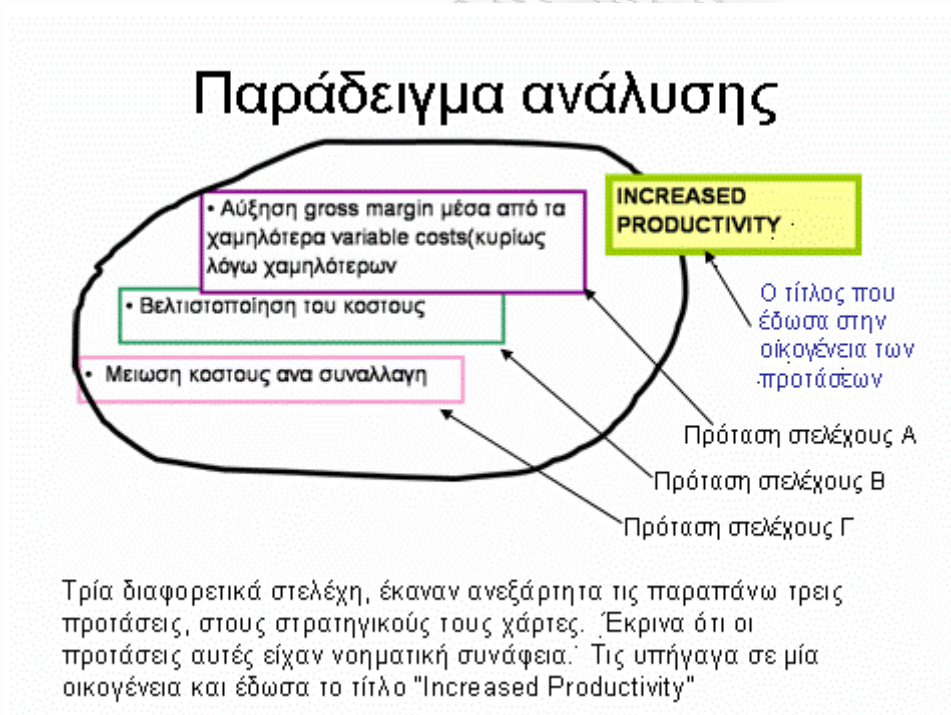 Παράδειγμα ανάλυσης
• Αύξηση gross margin μέσα από τα
χαμηλότερα variable costs(κυρίως
λόγω χαμηλότερων
INCREASED
PRODUCTIVITY
• Βελτιστοποίηση του κοστους
• Μειωση κοστους ανα συναλλαγη
Ο τίτλος που
έδωσα στην
οικογένεια των
προτάσεων
Πρόταση στελέχους Α
Πρόταση στελέχους Β
Πρόταση στελέχους Γ
Τρία διαφορετικά στελέχη, έκαναν ανεξάρτητα τις παραπάνω τρεις
προτάσεις, στους στρατηγικούς τους χάρτες. Έκρινα ότι οι
προτάσεις αυτές είχαν νοηματική συνάφεια. Τις υπήγαγα σε μία
οικογένεια και έδωσα το τίτλο "Increased Productivity"